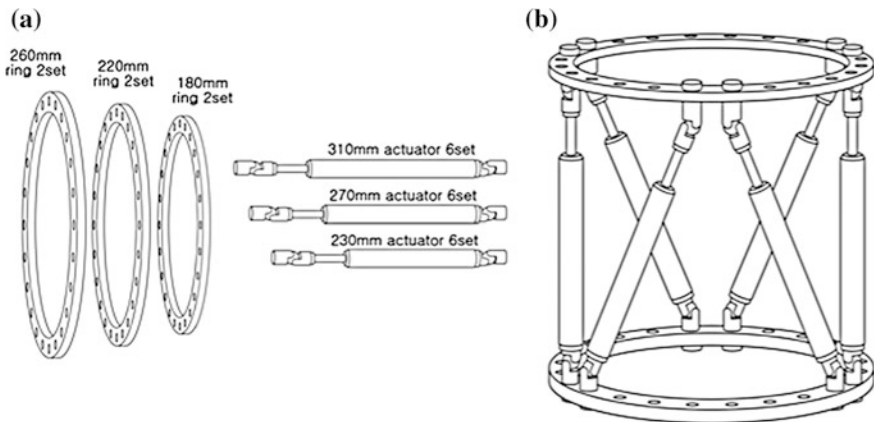 (a)
260mm
ring 2set
220mm
ring 2set
180mm
ring 2set
310mm actuator 6set
270mm actuator 6set
230mm actuator 6set
(b)